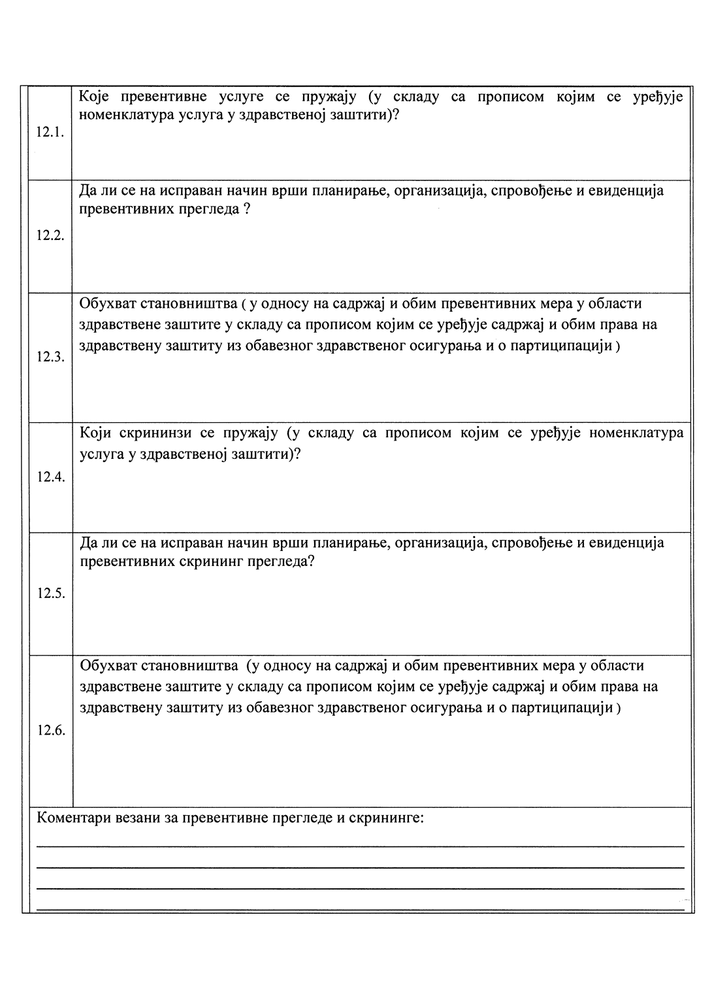 12.1.
Које превентивне услуге се пружају (у складу са прописом којим се уређује
номенклатура услуга у здравственој заштити)?
12.2.
Да ли се на исправан начин врши планирање, организација, спровођење и евиденција
превентивних прегледа ?
12.3.
Обухват становништва ( у односу на садржај и обим превентивних мера у области
здравствене заштите у складу са прописом којим се уређује садржај и обим права на
здравствену заштиту из обавезног здравственог осигурања и о партиципацији )
12.4.
Који скринизи се пружају (у складу са прописом којим се уређује номенклатура
услуга у здравственој заштити)?
12.5.
Да ли се на исправан начин врши планирање, организација, спровођење и евиденција
превентивних скрининг прегледа?
12.6.
Обухват становништва (у односу на садржај и обим превентивних мера у области
здравствене заштите у складу са прописом којим се уређује садржај и обим права на
здравствену заштиту из обавезног здравственог осигурања и о партиципацији )
Коментари везани за превентивне прегледе и скрининге: